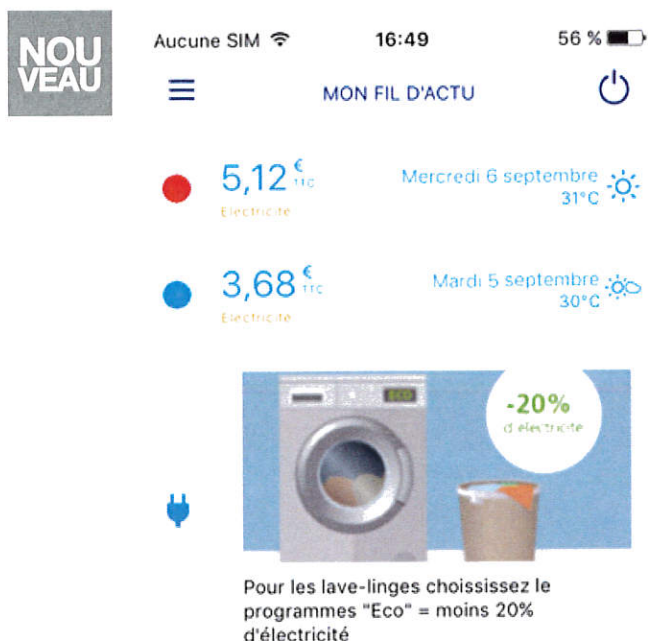 NOU
VEAU
Aucune SIM 16:49 56 %
MON FIL D'ACTU
5,12 € TTC Mercredi 6 septembre
31°C
Electricité
3,68 € TTC Mardi 5 septembre
30°C
Electricité
ECO
-20%
d'électricité
Pour les lave-linges choississez le
programmes "Eco" = moins 20%
d'électricité